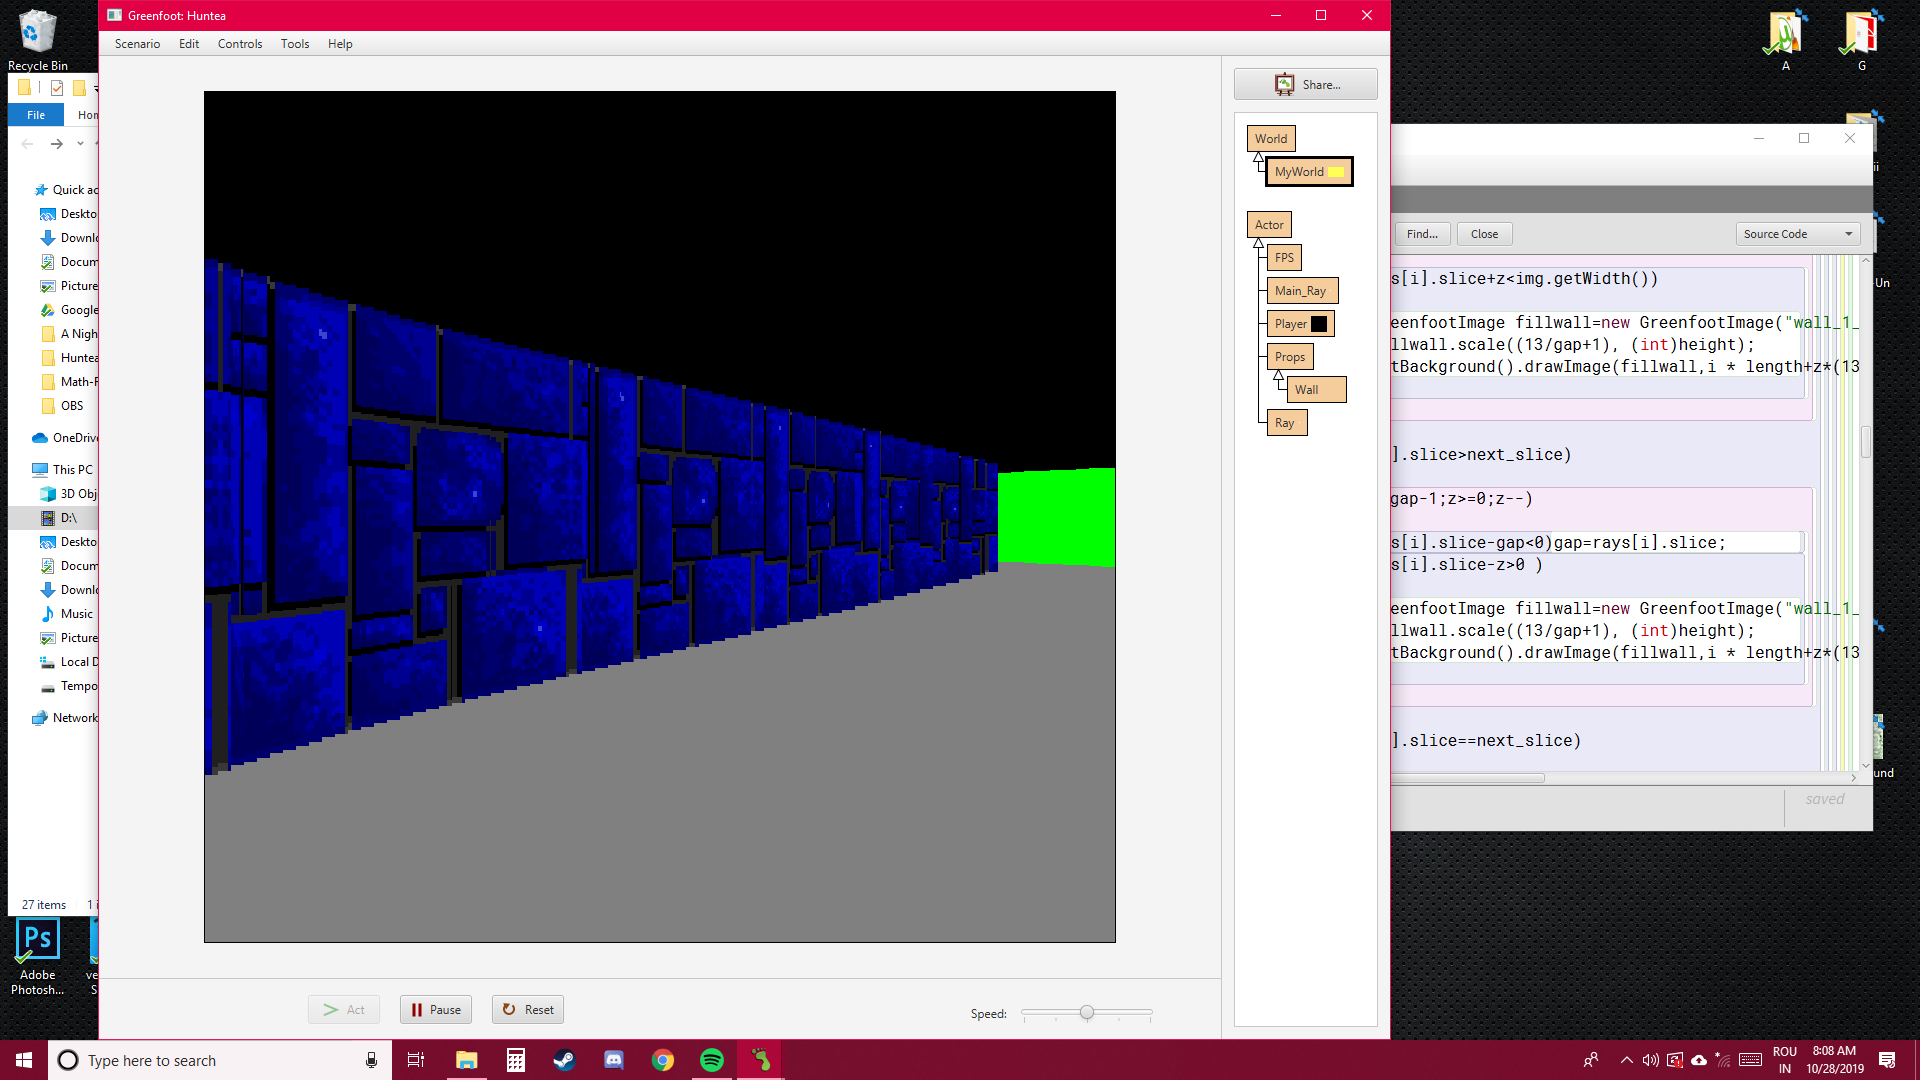 Greenfoot: Huntea
Scenario Edit Controls Tools Help
Recycle Bin
File Hom
Quick ac
Deskto
Downlo
Docum
Picture
Google
A Nigh
Huntea
Math-F
OBS
OneDrive
This PC
3D Obj
D:\
Deskto
Docum
Downlo
Music
Picture
Local D
Tempo
Network
27 items 1 i
Ps
Adobe
Photosh...
ve
S
Share...
World
MyWorld
Actor
FPS
Main_Ray
Player
Props
Wall
Ray
Act
Pause
Reset
Speed:
A
G
ii
-Un
und
Find...
Close
Source Code
s[i].slice+z<img.getWidth())
eenfootImage fillwall=new GreenfootImage("wall_1_
llwall.scale((13/gap+1), (int)height);
tBackground().drawImage(fillwall,i * length+z*(13
].slice>next_slice)
gap-1;z>=0;z--)
s[i].slice-gap<0)gap=rays[i].slice;
s[i].slice-z>0 )
eenfootImage fillwall=new GreenfootImage("wall_1_
llwall.scale((13/gap+1), (int)height);
tBackground().drawImage(fillwall,i * length+z*(13
].slice==next_slice)
saved
Type here to search
ROU
IN
8:08 AM
10/28/2019